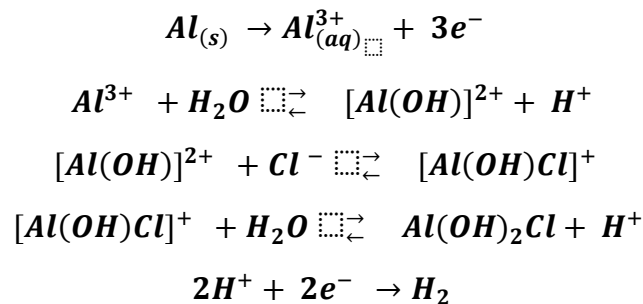 Al₍ₛ₎ → Al³⁺₍aq₎⬚ + 3e⁻
Al³⁺ + H₂O ⬚⇄ [Al(OH)]²⁺ + H⁺
[Al(OH)]²⁺ + Cl⁻ ⬚⇄ [Al(OH)Cl]⁺
[Al(OH)Cl]⁺ + H₂O ⬚⇄ Al(OH)₂Cl + H⁺
2H⁺ + 2e⁻ → H₂